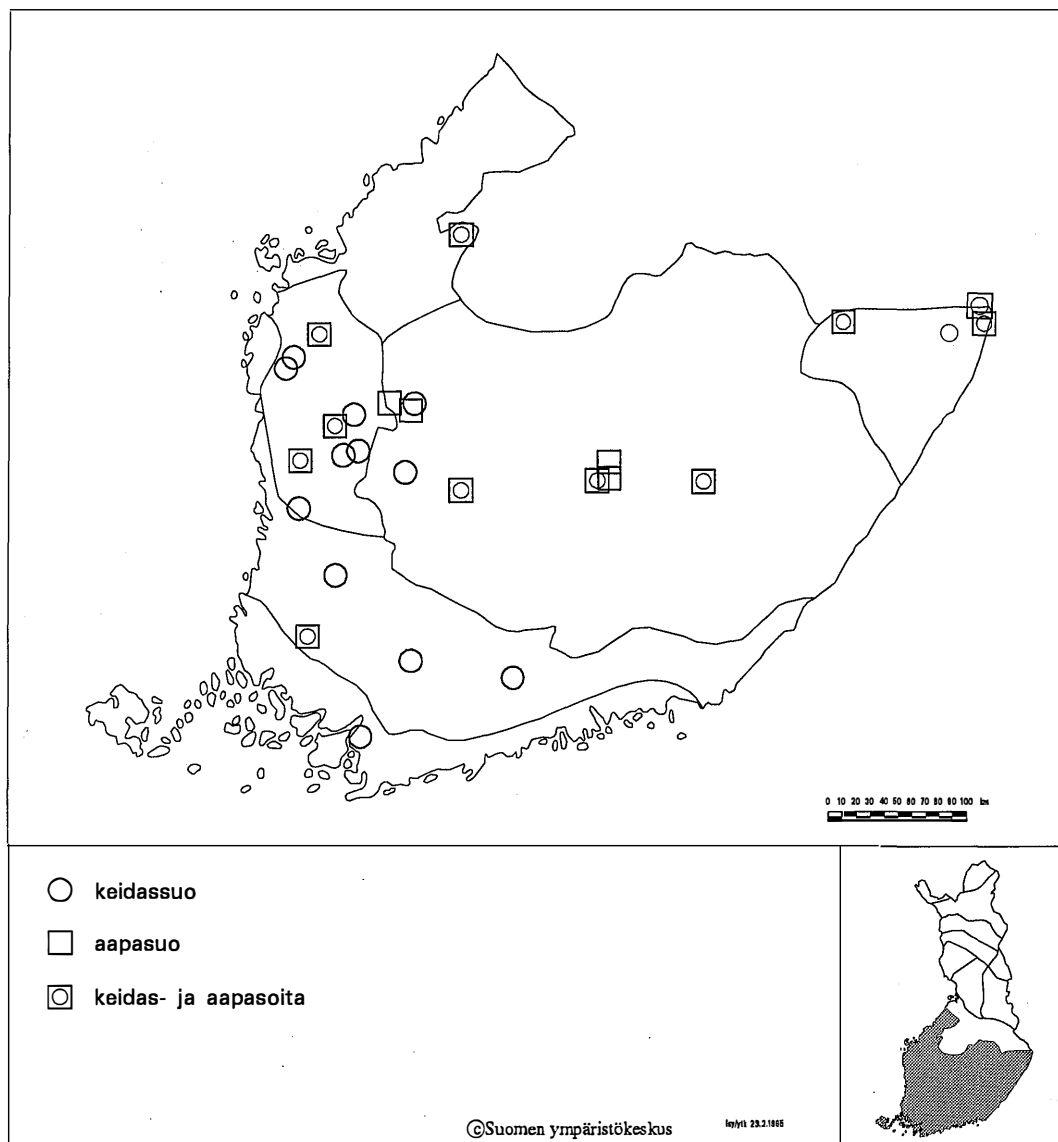 0 10 20 30 40 50 60 70 80 90 100 km
keidassuo
aapasuo
keidas- ja aapasoita
©Suomen ympäristökeskus